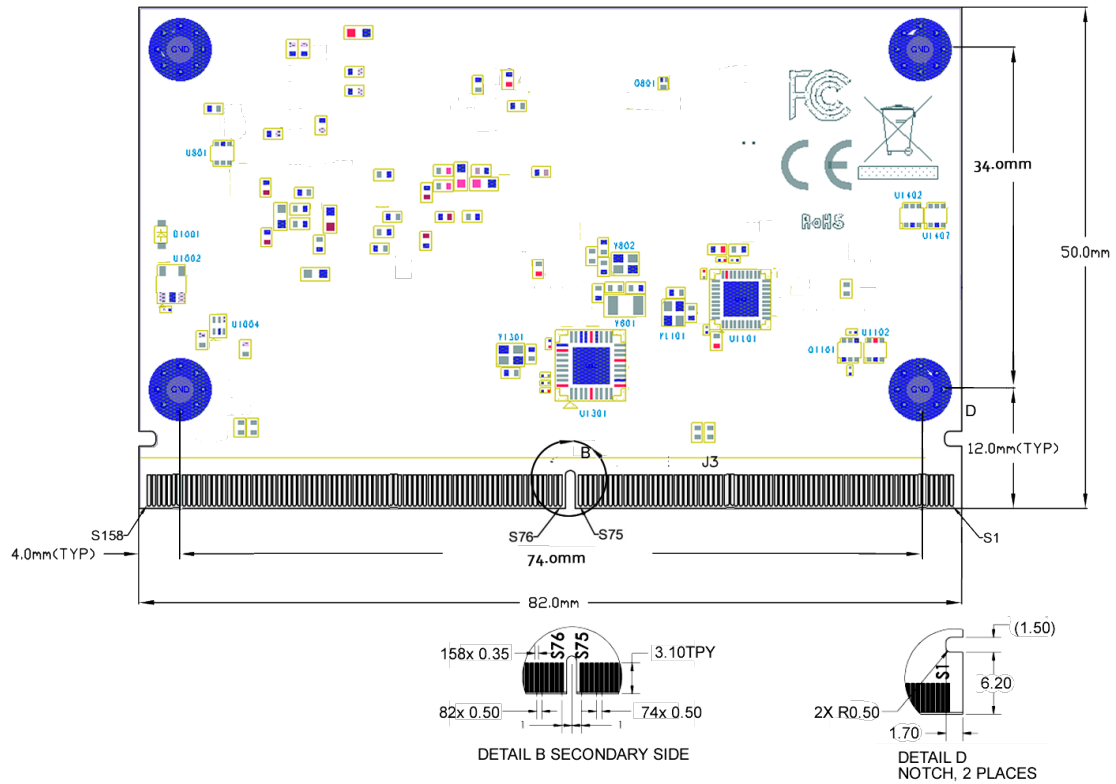 GND
GND
Q801
FC
U801
CE
34.0mm
U1402
RoHS
D1001
Y802
U1407
50.0mm
U1002
U1004
Y801
Y1301
Y1101
U1101
Q1101
U1102
GND
GND
U1301
D
B
J3
12.0mm(TYP)
S158
S76
S75
S1
4.0mm(TYP)
74.0mm
82.0mm
158x 0.35
S76
S75
3.10TPY
(1.50)
S1
6.20
82x 0.50
74x 0.50
2X R0.50
1
1
1.70
DETAIL B SECONDARY SIDE
DETAIL D
NOTCH, 2 PLACES